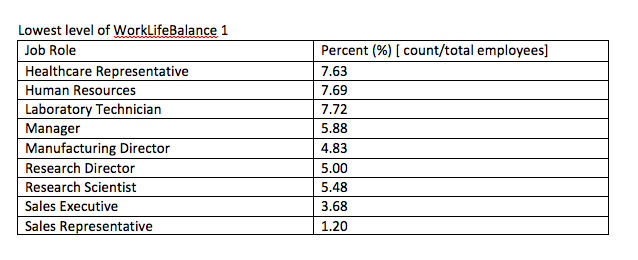 Lowest level of WorkLifeBalance 1
Job Role Percent (%) [ count/total employees]
Healthcare Representative 7.63
Human Resources 7.69
Laboratory Technician 7.72
Manager 5.88
Manufacturing Director 4.83
Research Director 5.00
Research Scientist 5.48
Sales Executive 3.68
Sales Representative 1.20